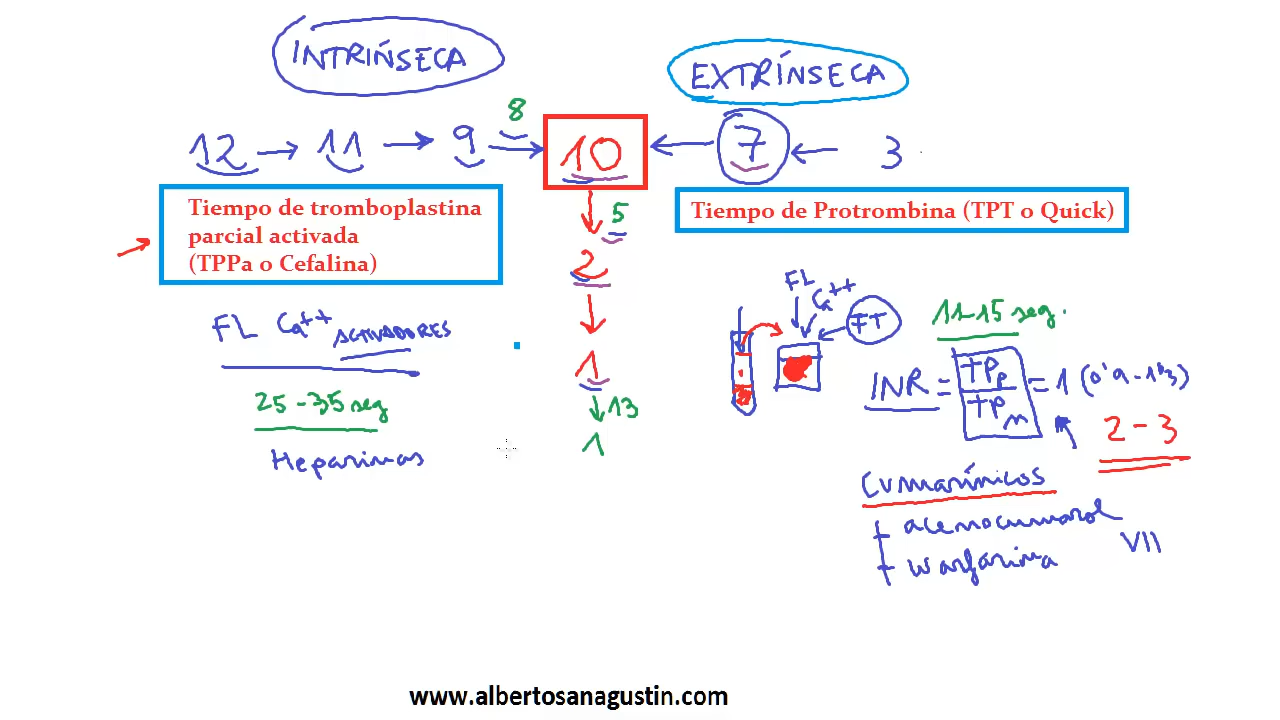 INTRÍNSECA
EXTRÍNSECA
12 → 11 → 9 → 8 10 ← 7 ← 3
Tiempo de tromboplastina
parcial activada
(TPPa o Cefalina)
Tiempo de Protrombina (TPT o Quick)
5
2
1
13
1
FL Ca++ ACTIVADORES
25-35 seg
Heparinas
FL
Ca++
FT
11-15 seg.
INR = TPp / TPn = 1 (0'9-1'3)
2-3
Cumarínicos
acenocumarol
warfarina
VII
www.albertosanagustin.com